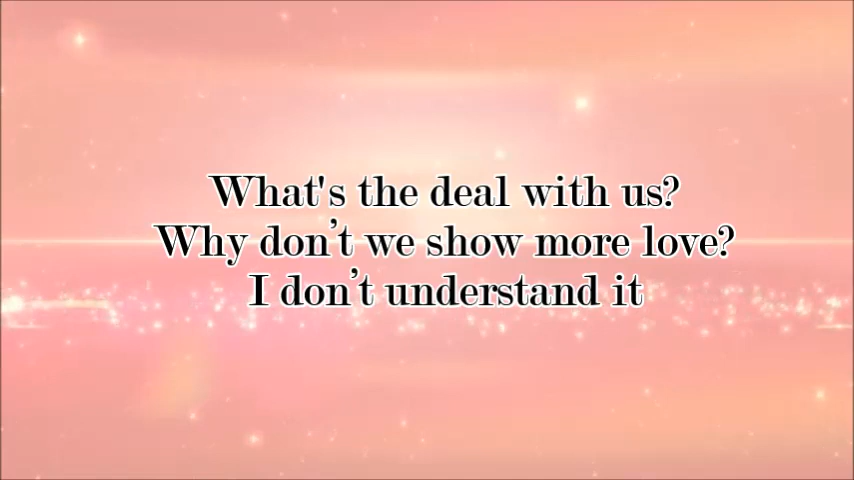 What's the deal with us?
Why don’t we show more love?
I don’t understand it